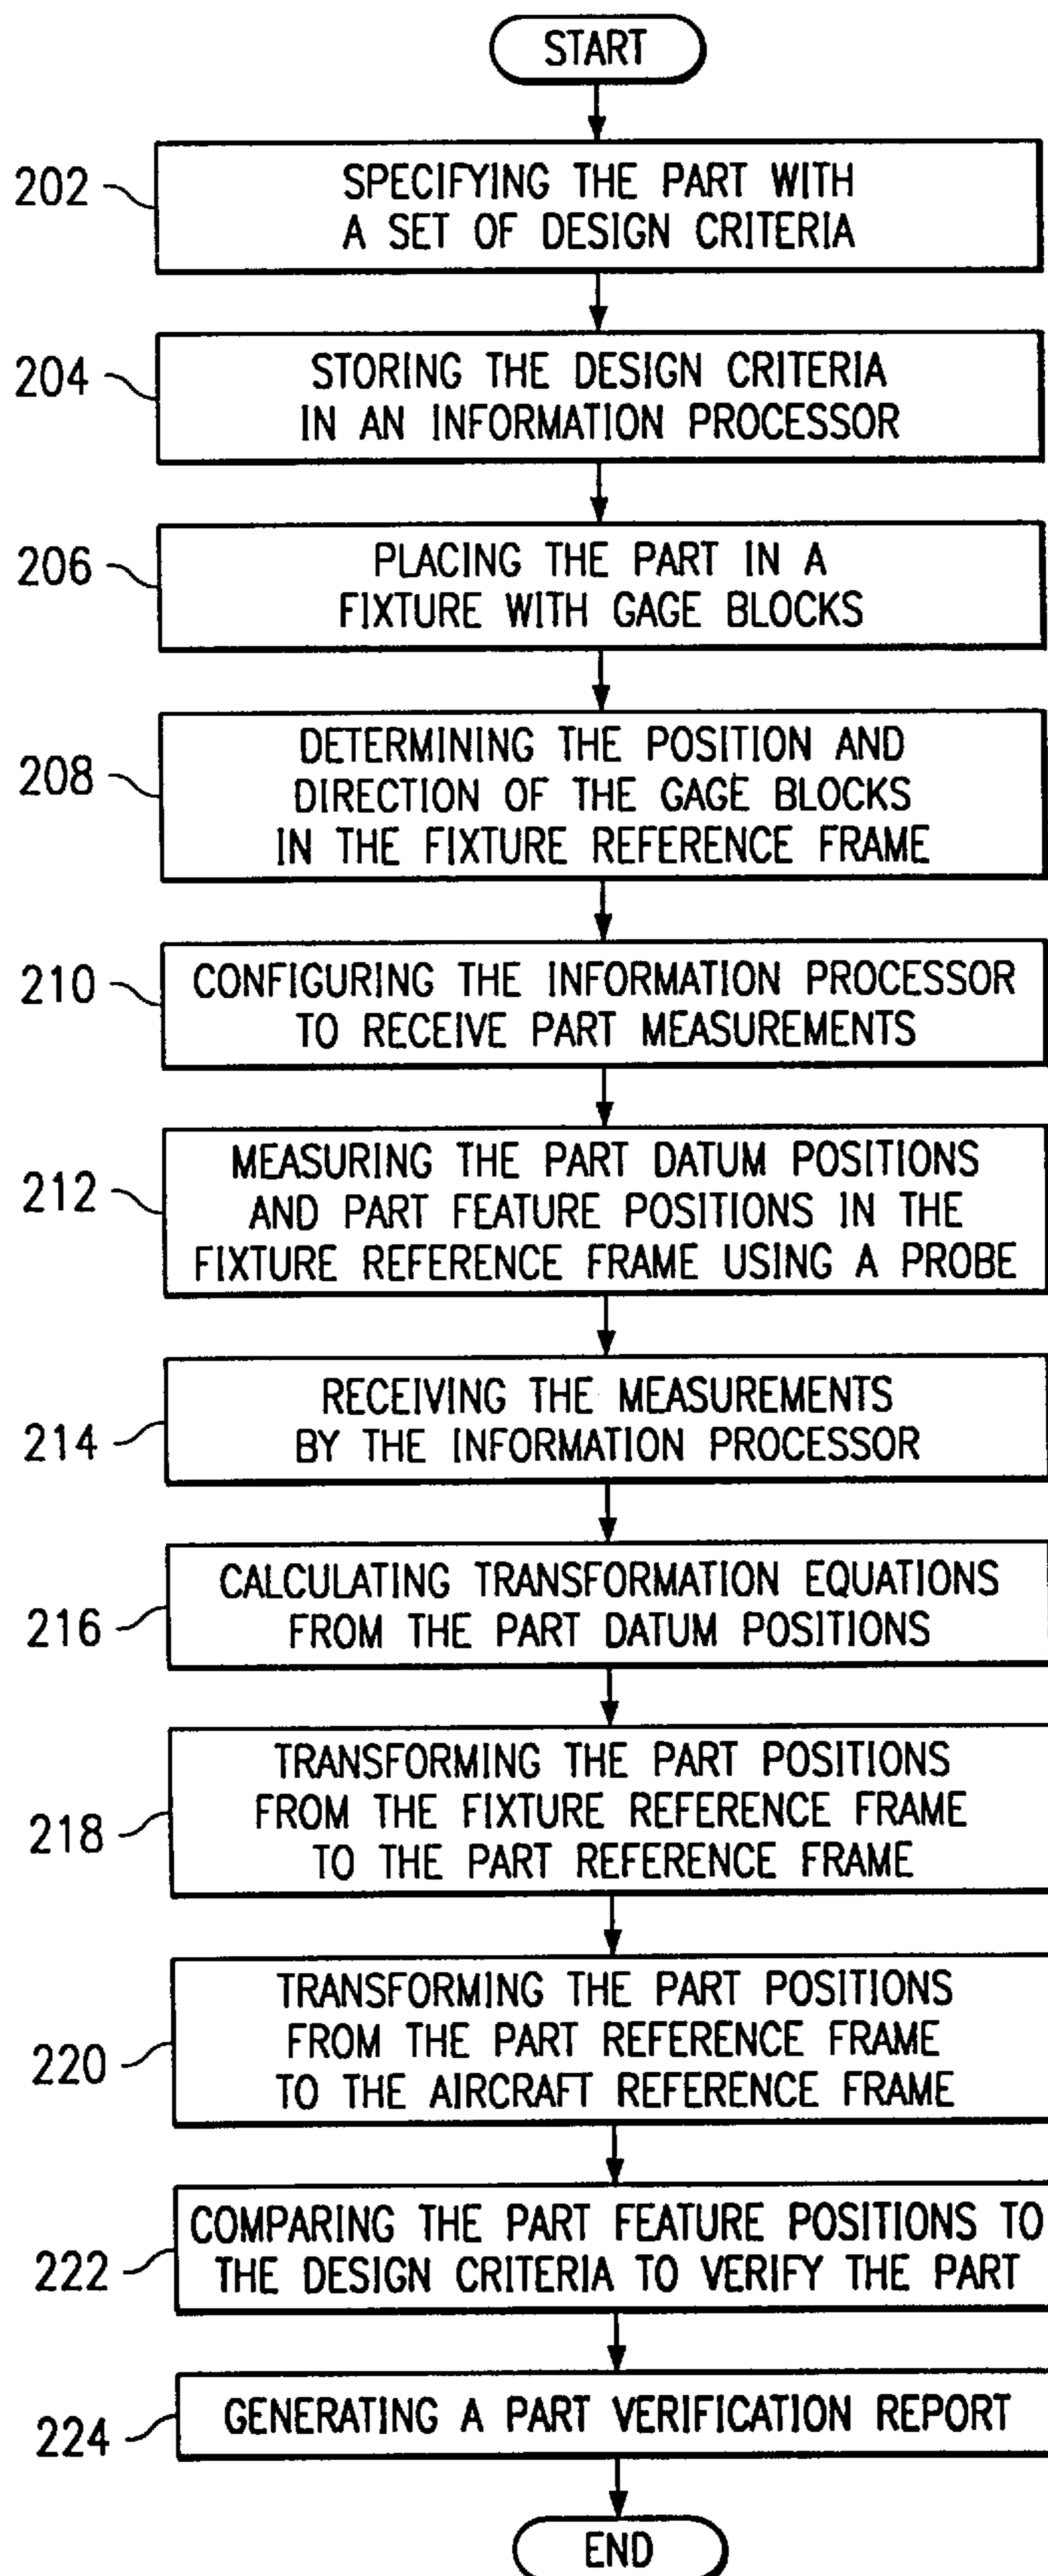 START
202
SPECIFYING THE PART WITH
A SET OF DESIGN CRITERIA
204
STORING THE DESIGN CRITERIA
IN AN INFORMATION PROCESSOR
206
PLACING THE PART IN A
FIXTURE WITH GAGE BLOCKS
208
DETERMINING THE POSITION AND
DIRECTION OF THE GAGE BLOCKS
IN THE FIXTURE REFERENCE FRAME
210
CONFIGURING THE INFORMATION PROCESSOR
TO RECEIVE PART MEASUREMENTS
212
MEASURING THE PART DATUM POSITIONS
AND PART FEATURE POSITIONS IN THE
FIXTURE REFERENCE FRAME USING A PROBE
214
RECEIVING THE MEASUREMENTS
BY THE INFORMATION PROCESSOR
216
CALCULATING TRANSFORMATION EQUATIONS
FROM THE PART DATUM POSITIONS
218
TRANSFORMING THE PART POSITIONS
FROM THE FIXTURE REFERENCE FRAME
TO THE PART REFERENCE FRAME
220
TRANSFORMING THE PART POSITIONS
FROM THE PART REFERENCE FRAME
TO THE AIRCRAFT REFERENCE FRAME
222
COMPARING THE PART FEATURE POSITIONS TO
THE DESIGN CRITERIA TO VERIFY THE PART
224
GENERATING A PART VERIFICATION REPORT
END